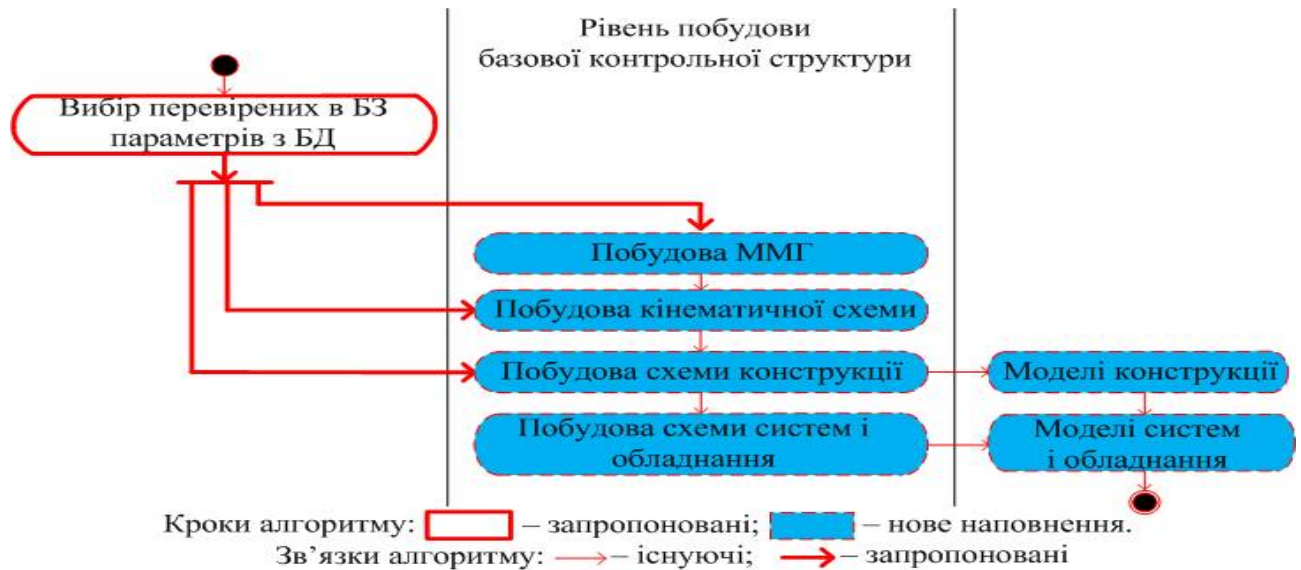 Рівень побудови
базової контрольної структури
Вибір перевірених в БЗ
параметрів з БД
Побудова ММГ
Побудова кінематичної схеми
Побудова схеми конструкції
Моделі конструкції
Побудова схеми систем і
обладнання
Моделі систем
і обладнання
Кроки алгоритму: – запропоновані; – нове наповнення.
Зв’язки алгоритму: – існуючі; – запропоновані